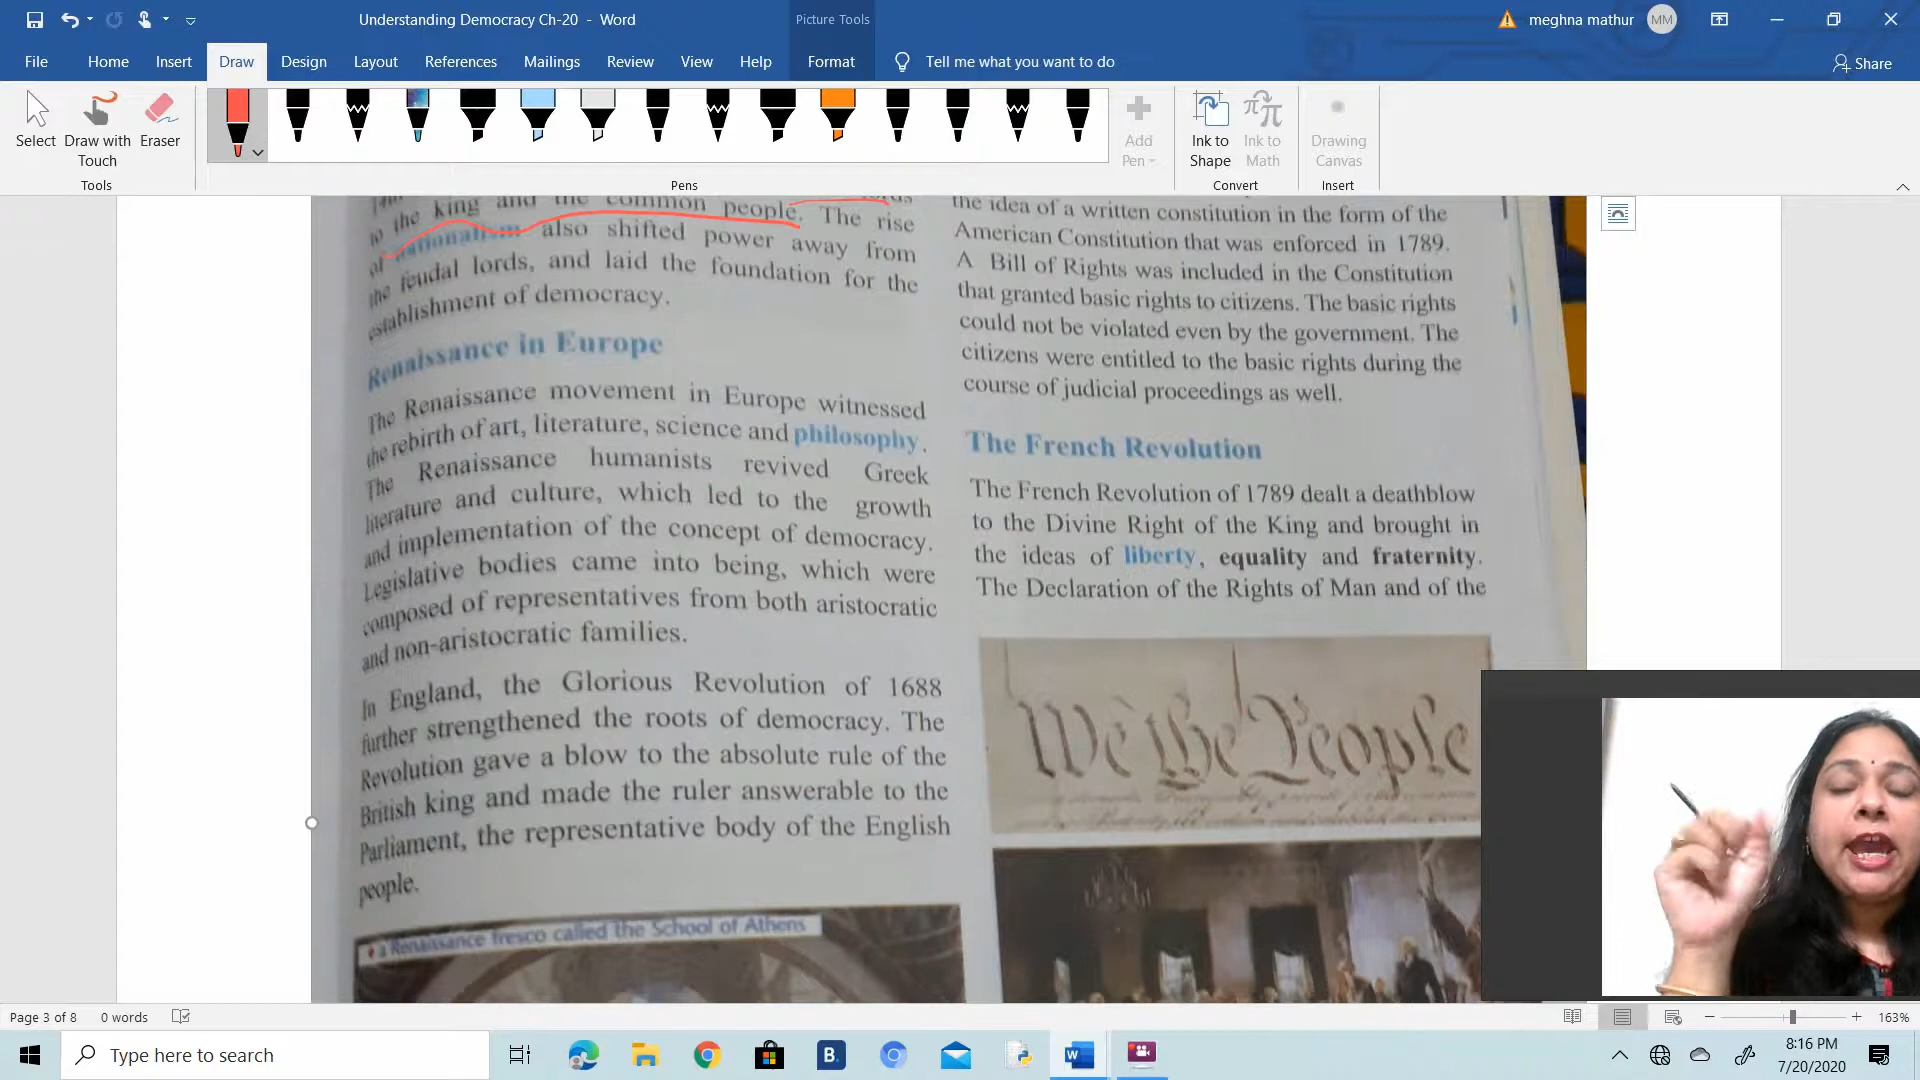 Understanding Democracy Ch-20 - Word
Picture Tools
meghna mathur
MM
File
Home
Insert
Draw
Design
Layout
References
Mailings
Review
View
Help
Format
Tell me what you want to do
Share
Select
Draw with
Touch
Eraser
Add
Pen
Ink to
Shape
Ink to
Math
Drawing
Canvas
Tools
Pens
Convert
Insert
to the king and the common people. The rise
of nationalism also shifted power away from
the feudal lords, and laid the foundation for the
establishment of democracy.
Renaissance in Europe
The Renaissance movement in Europe witnessed
the rebirth of art, literature, science and philosophy.
The Renaissance humanists revived Greek
literature and culture, which led to the growth
and implementation of the concept of democracy.
Legislative bodies came into being, which were
composed of representatives from both aristocratic
and non-aristocratic families.
In England, the Glorious Revolution of 1688
further strengthened the roots of democracy. The
Revolution gave a blow to the absolute rule of the
British king and made the ruler answerable to the
Parliament, the representative body of the English
people.
a Renaissance fresco called the School of Athens
the idea of a written constitution in the form of the
American Constitution that was enforced in 1789.
A Bill of Rights was included in the Constitution
that granted basic rights to citizens. The basic rights
could not be violated even by the government. The
citizens were entitled to the basic rights during the
course of judicial proceedings as well.
The French Revolution
The French Revolution of 1789 dealt a deathblow
to the Divine Right of the King and brought in
the ideas of liberty, equality and fraternity.
The Declaration of the Rights of Man and of the
We the People
Page 3 of 8
0 words
163%
Type here to search
B.
8:16 PM
7/20/2020